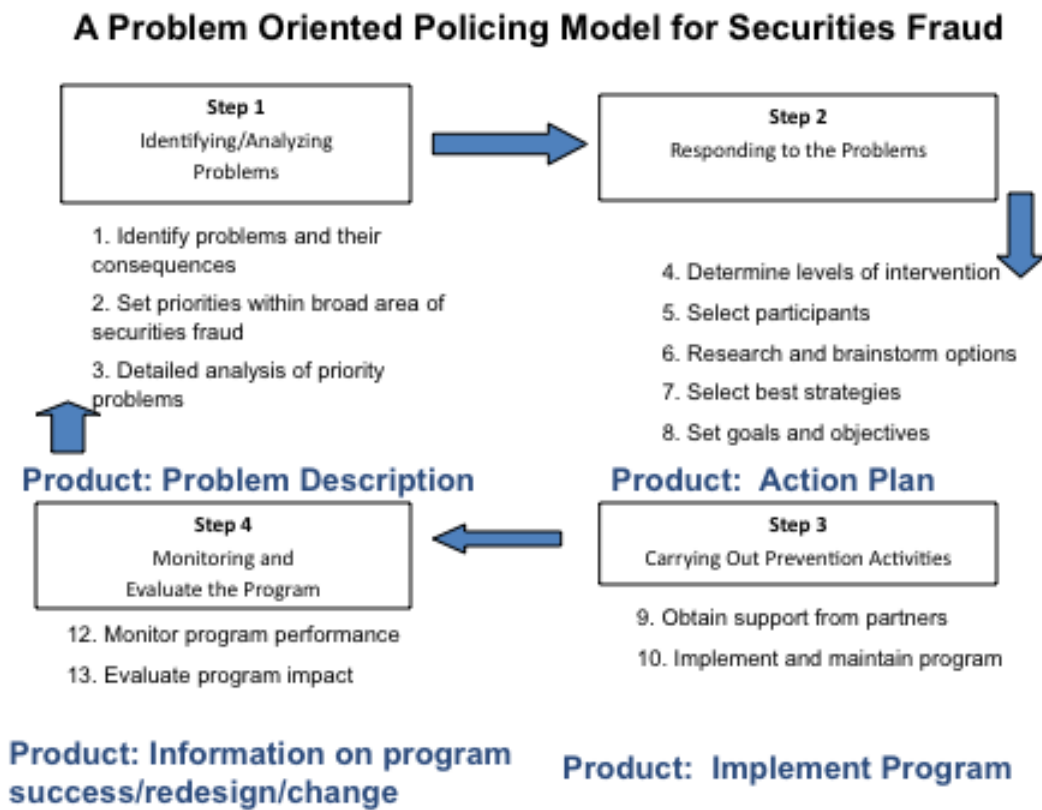 A Problem Oriented Policing Model for Securities Fraud
Step 1
Identifying/Analyzing
Problems
1. Identify problems and their
consequences
2. Set priorities within broad area of
securities fraud
3. Detailed analysis of priority
problems
Product: Problem Description
Step 2
Responding to the Problems
4. Determine levels of intervention
5. Select participants
6. Research and brainstorm options
7. Select best strategies
8. Set goals and objectives
Product: Action Plan
Step 3
Carrying Out Prevention Activities
9. Obtain support from partners
10. Implement and maintain program
Product: Implement Program
Step 4
Monitoring and
Evaluate the Program
12. Monitor program performance
13. Evaluate program impact
Product: Information on program
success/redesign/change